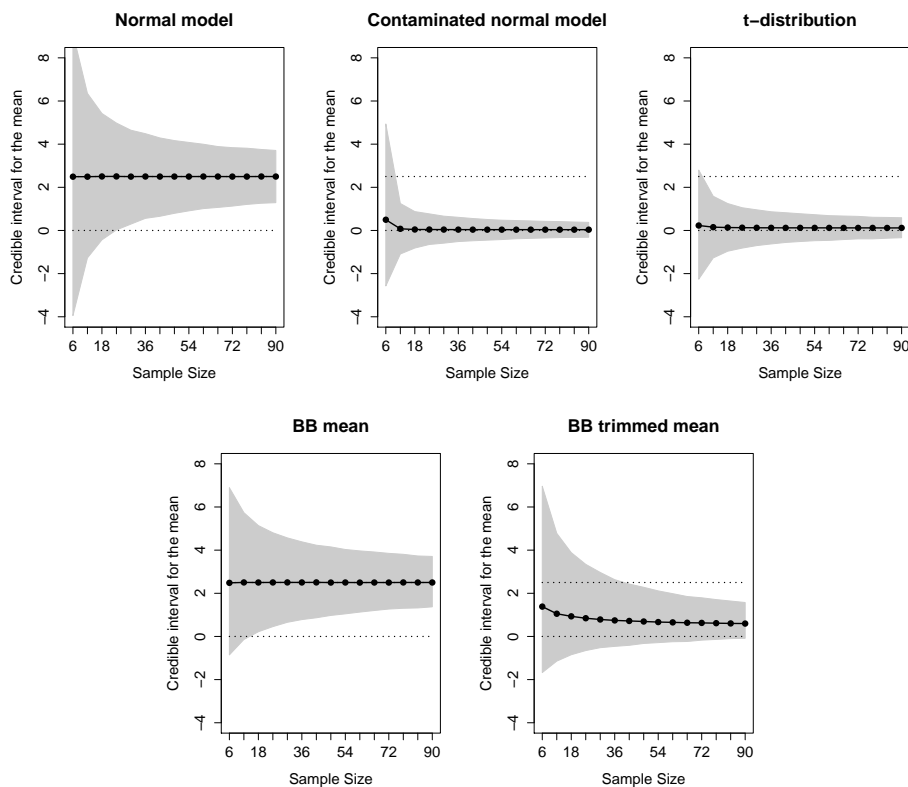 Normal model
Credible interval for the mean
8
6
4
2
0
−2
−4
6 18 36 54 72 90
Sample Size
Contaminated normal model
Credible interval for the mean
8
6
4
2
0
−2
−4
6 18 36 54 72 90
Sample Size
t−distribution
Credible interval for the mean
8
6
4
2
0
−2
−4
6 18 36 54 72 90
Sample Size
BB mean
Credible interval for the mean
8
6
4
2
0
−2
−4
6 18 36 54 72 90
Sample Size
BB trimmed mean
Credible interval for the mean
8
6
4
2
0
−2
−4
6 18 36 54 72 90
Sample Size